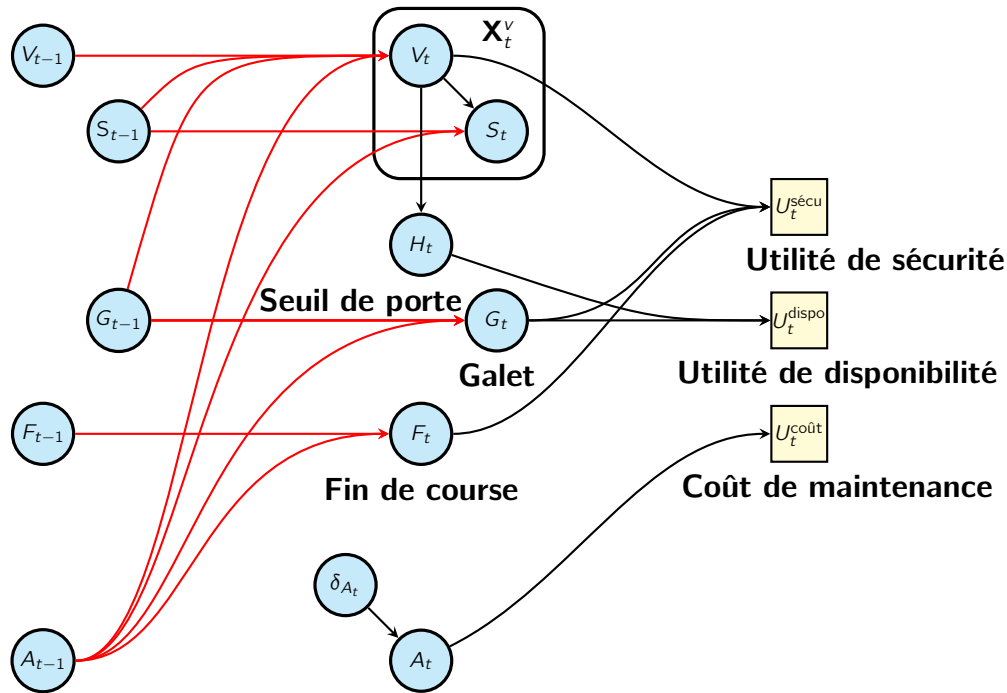 V_{t−1}
X_t^v
V_t
S_{t−1}
S_t
U_t^{sécu}
H_t
Utilité de sécurité
Seuil de porte
G_{t−1}
G_t
U_t^{dispo}
Galet
Utilité de disponibilité
F_{t−1}
F_t
U_t^{coût}
Fin de course
Coût de maintenance
δ_{A_t}
A_{t−1}
A_t